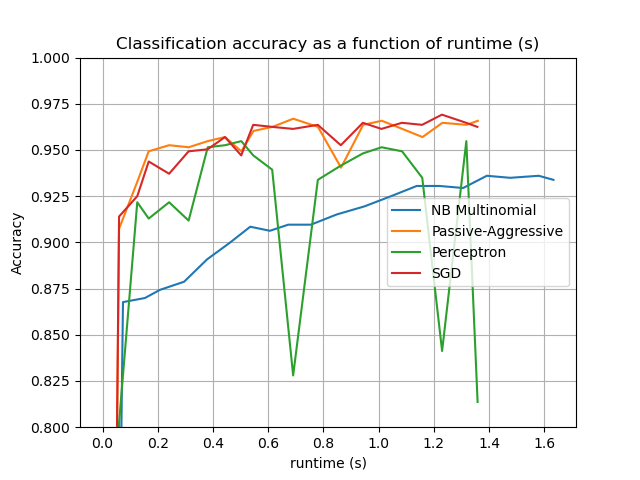 Classification accuracy as a function of runtime (s)
1.000
0.975
0.950
0.925
0.900
0.875
0.850
0.825
0.800
Accuracy
NB Multinomial
Passive-Aggressive
Perceptron
SGD
0.0 0.2 0.4 0.6 0.8 1.0 1.2 1.4 1.6
runtime (s)